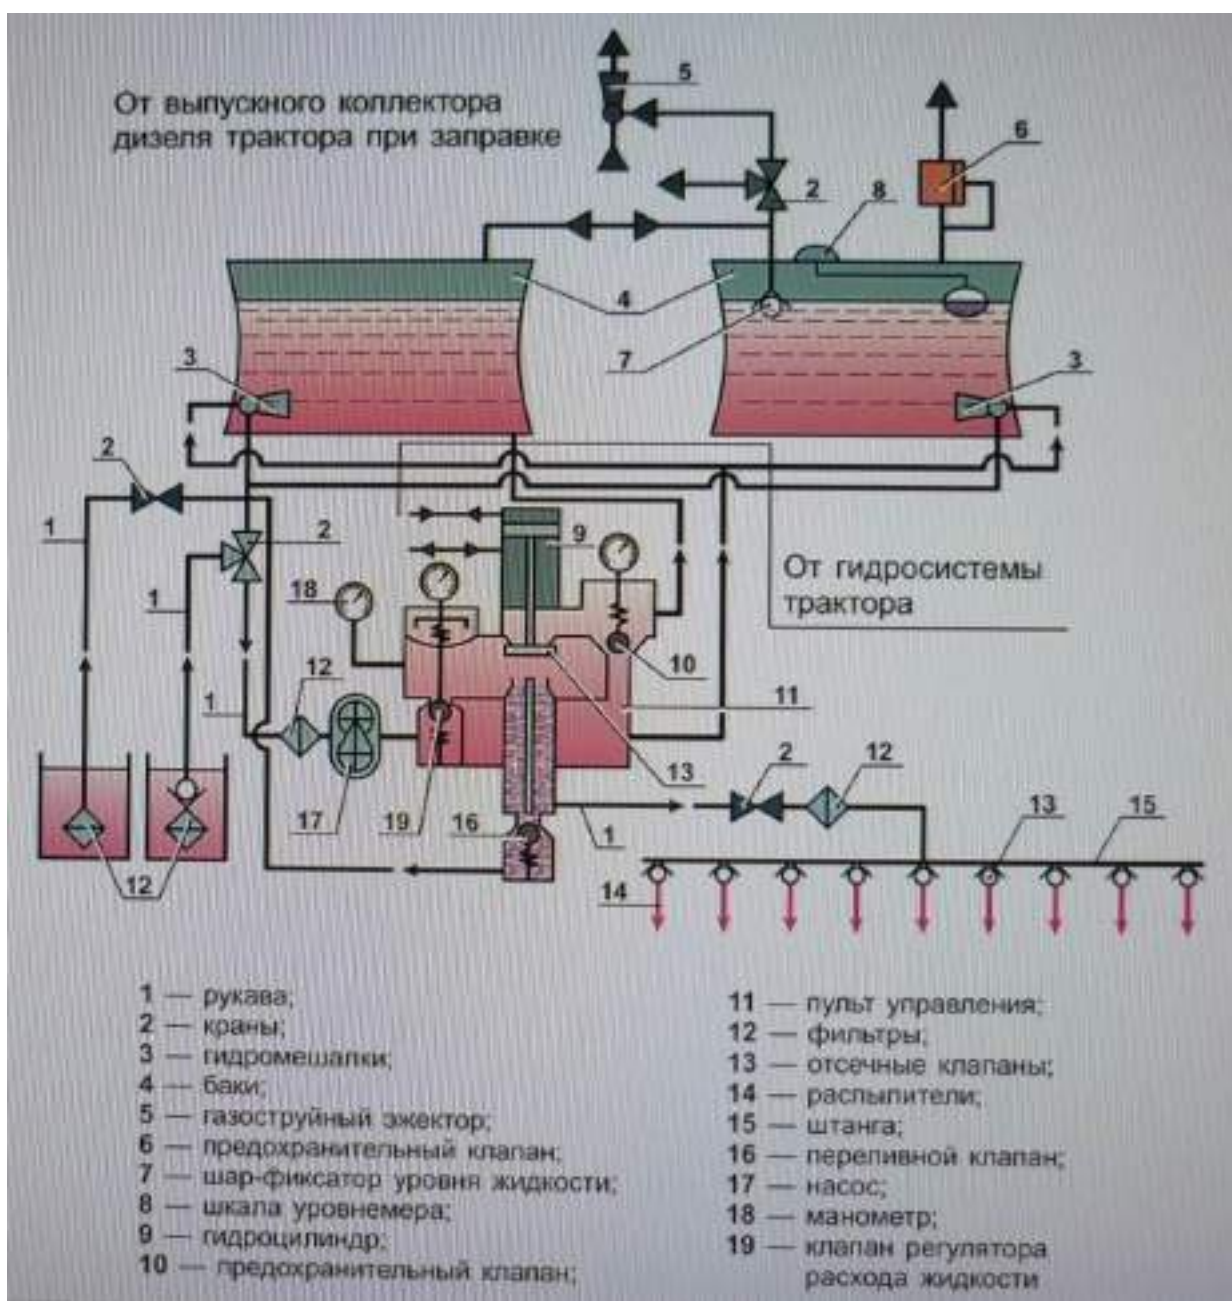 От выпускного коллектора
дизеля трактора при заправке
5
6
2
8
4
7
3
3
2
1
2
9
От гидросистемы
трактора
18
1
10
12
1
11
13
2
12
17
19
16
1
13
15
12
14
1 — рукава;
2 — краны;
3 — гидромешалки;
4 — баки;
5 — газоструйный эжектор;
6 — предохранительный клапан;
7 — шар-фиксатор уровня жидкости;
8 — шкала уровнемера;
9 — гидроцилиндр;
10 — предохранительный клапан;
11 — пульт управления;
12 — фильтры;
13 — отсечные клапаны;
14 — распылители;
15 — штанга;
16 — переливной клапан;
17 — насос;
18 — манометр;
19 — клапан регулятора
расхода жидкости